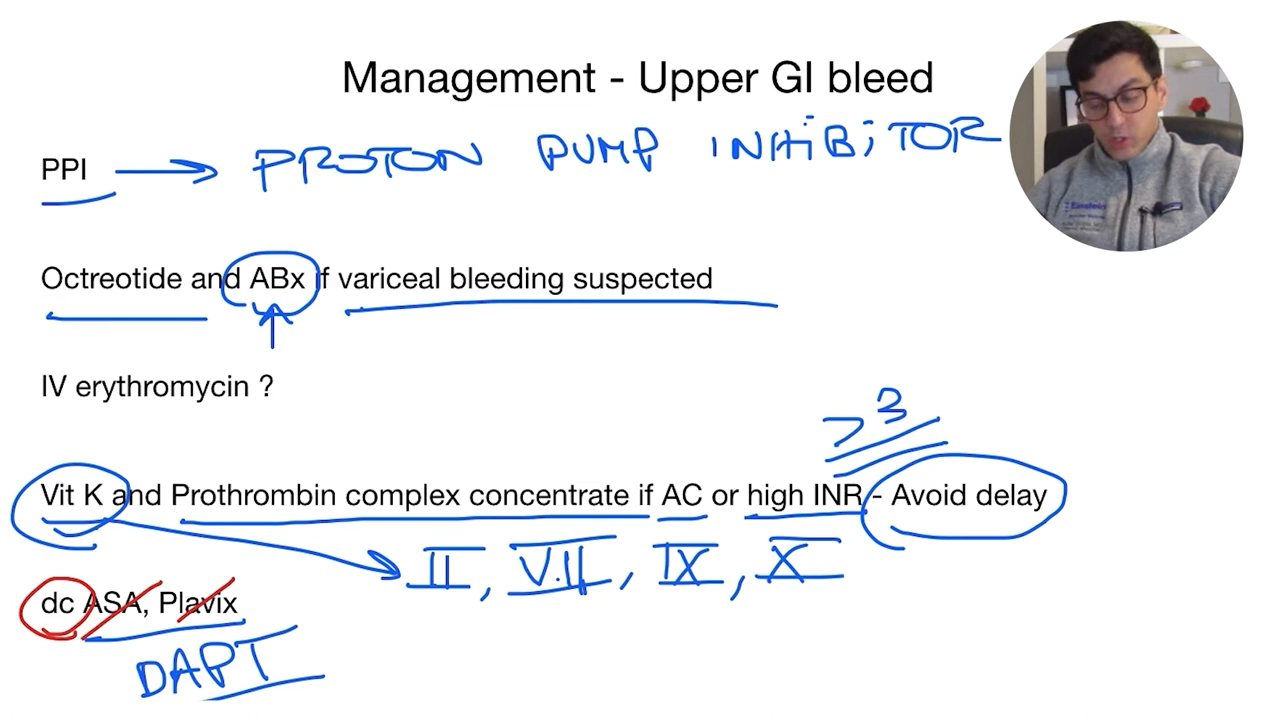 Management - Upper GI bleed
PPI → PROTON PUMP INHiBiTOR
Octreotide and ABx if variceal bleeding suspected
IV erythromycin ?
> 3
Vit K and Prothrombin complex concentrate if AC or high INR - Avoid delay
II, VII, IX, X
dc ASA, Plavix
DAPT
Einstein